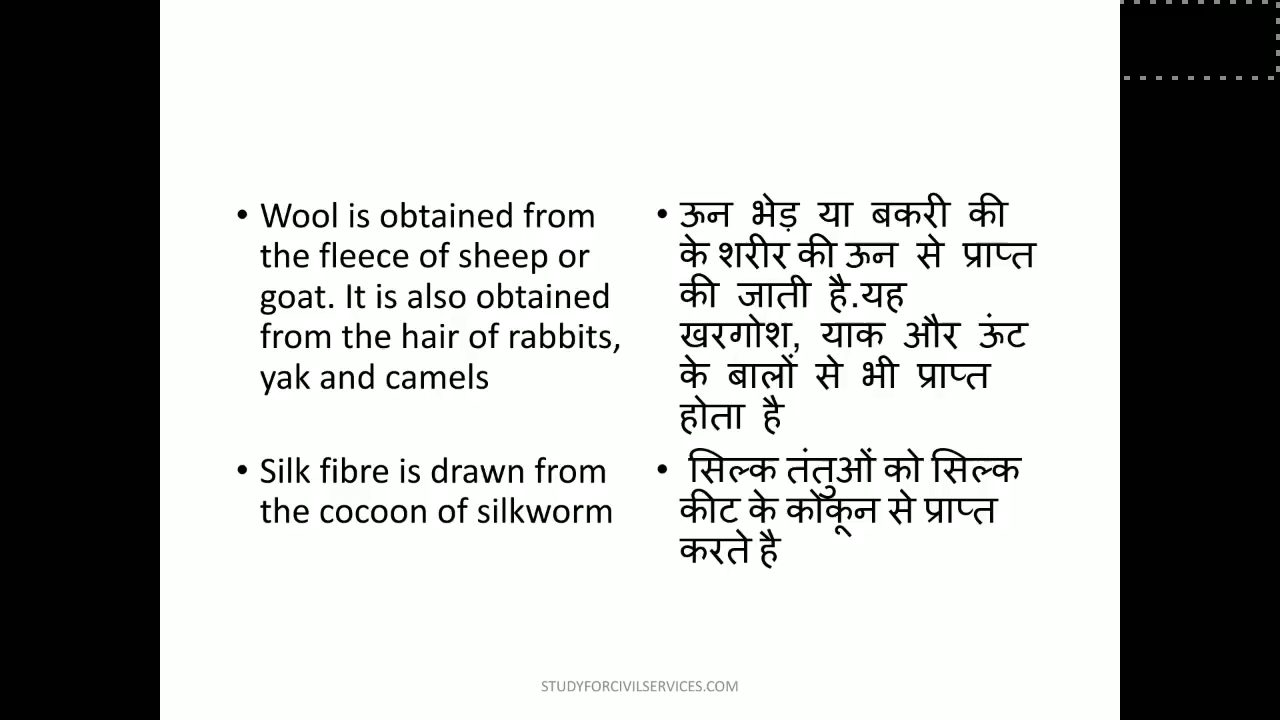 • Wool is obtained from
the fleece of sheep or
goat. It is also obtained
from the hair of rabbits,
yak and camels
• Silk fibre is drawn from
the cocoon of silkworm
• ऊन भेड़ या बकरी की
के शरीर की ऊन से प्राप्त
की जाती है.यह
खरगोश, याक और ऊंट
के बालों से भी प्राप्त
होता है
• सिल्क तंतुओं को सिल्क
कीट के कोकून से प्राप्त
करते है
STUDYFORCIVILSERVICES.COM